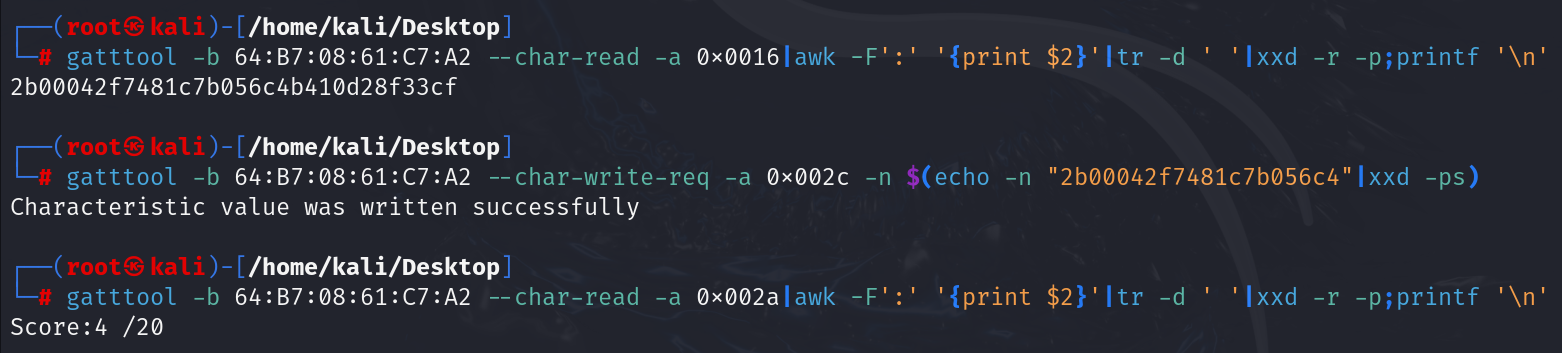 ┌──(root㉿kali)-[/home/kali/Desktop]
└─# gatttool -b 64:B7:08:61:C7:A2 --char-read -a 0x0016|awk -F':' '{print $2}'|tr -d ' '|xxd -r -p;printf '\n'
2b00042f7481c7b056c4b410d28f33cf
┌──(root㉿kali)-[/home/kali/Desktop]
└─# gatttool -b 64:B7:08:61:C7:A2 --char-write-req -a 0x002c -n $(echo -n "2b00042f7481c7b056c4"|xxd -ps)
Characteristic value was written successfully
┌──(root㉿kali)-[/home/kali/Desktop]
└─# gatttool -b 64:B7:08:61:C7:A2 --char-read -a 0x002a|awk -F':' '{print $2}'|tr -d ' '|xxd -r -p;printf '\n'
Score:4 /20